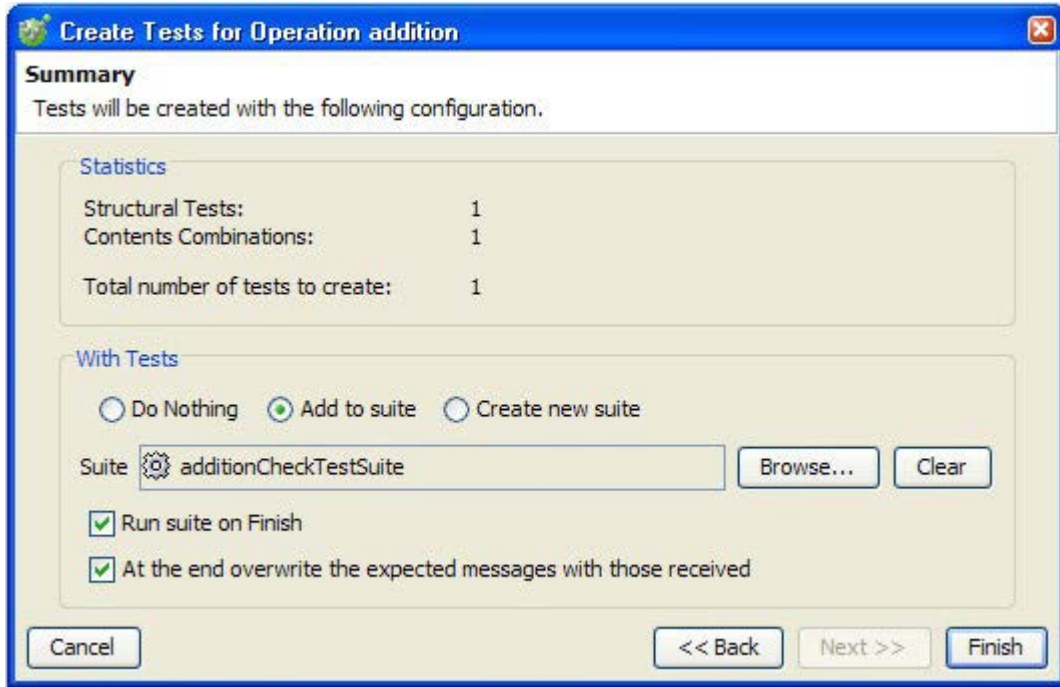 Create Tests for Operation addition
Summary
Tests will be created with the following configuration.
Statistics
Structural Tests: 1
Contents Combinations: 1
Total number of tests to create: 1
With Tests
Do Nothing Add to suite Create new suite
Suite additionCheckTestSuite Browse... Clear
Run suite on Finish
At the end overwrite the expected messages with those received
Cancel << Back Next >> Finish